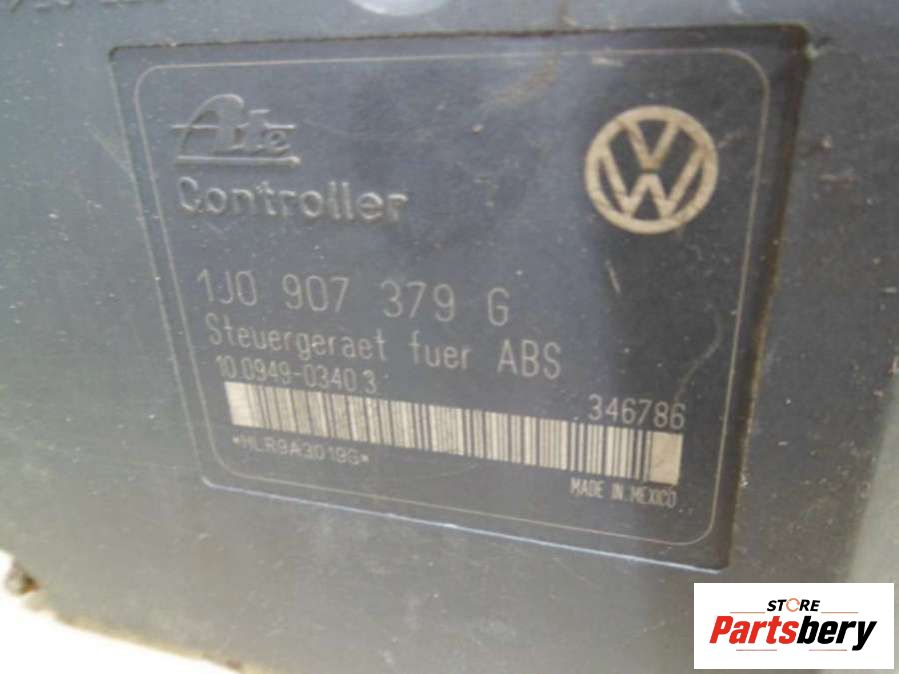 Ate
Controller
1J0 907 379 G
Steuergeraet fuer ABS
10.0949-0340.3
346786
*HLR9A3019G*
MADE IN MEXICO
STORE
Partsbery